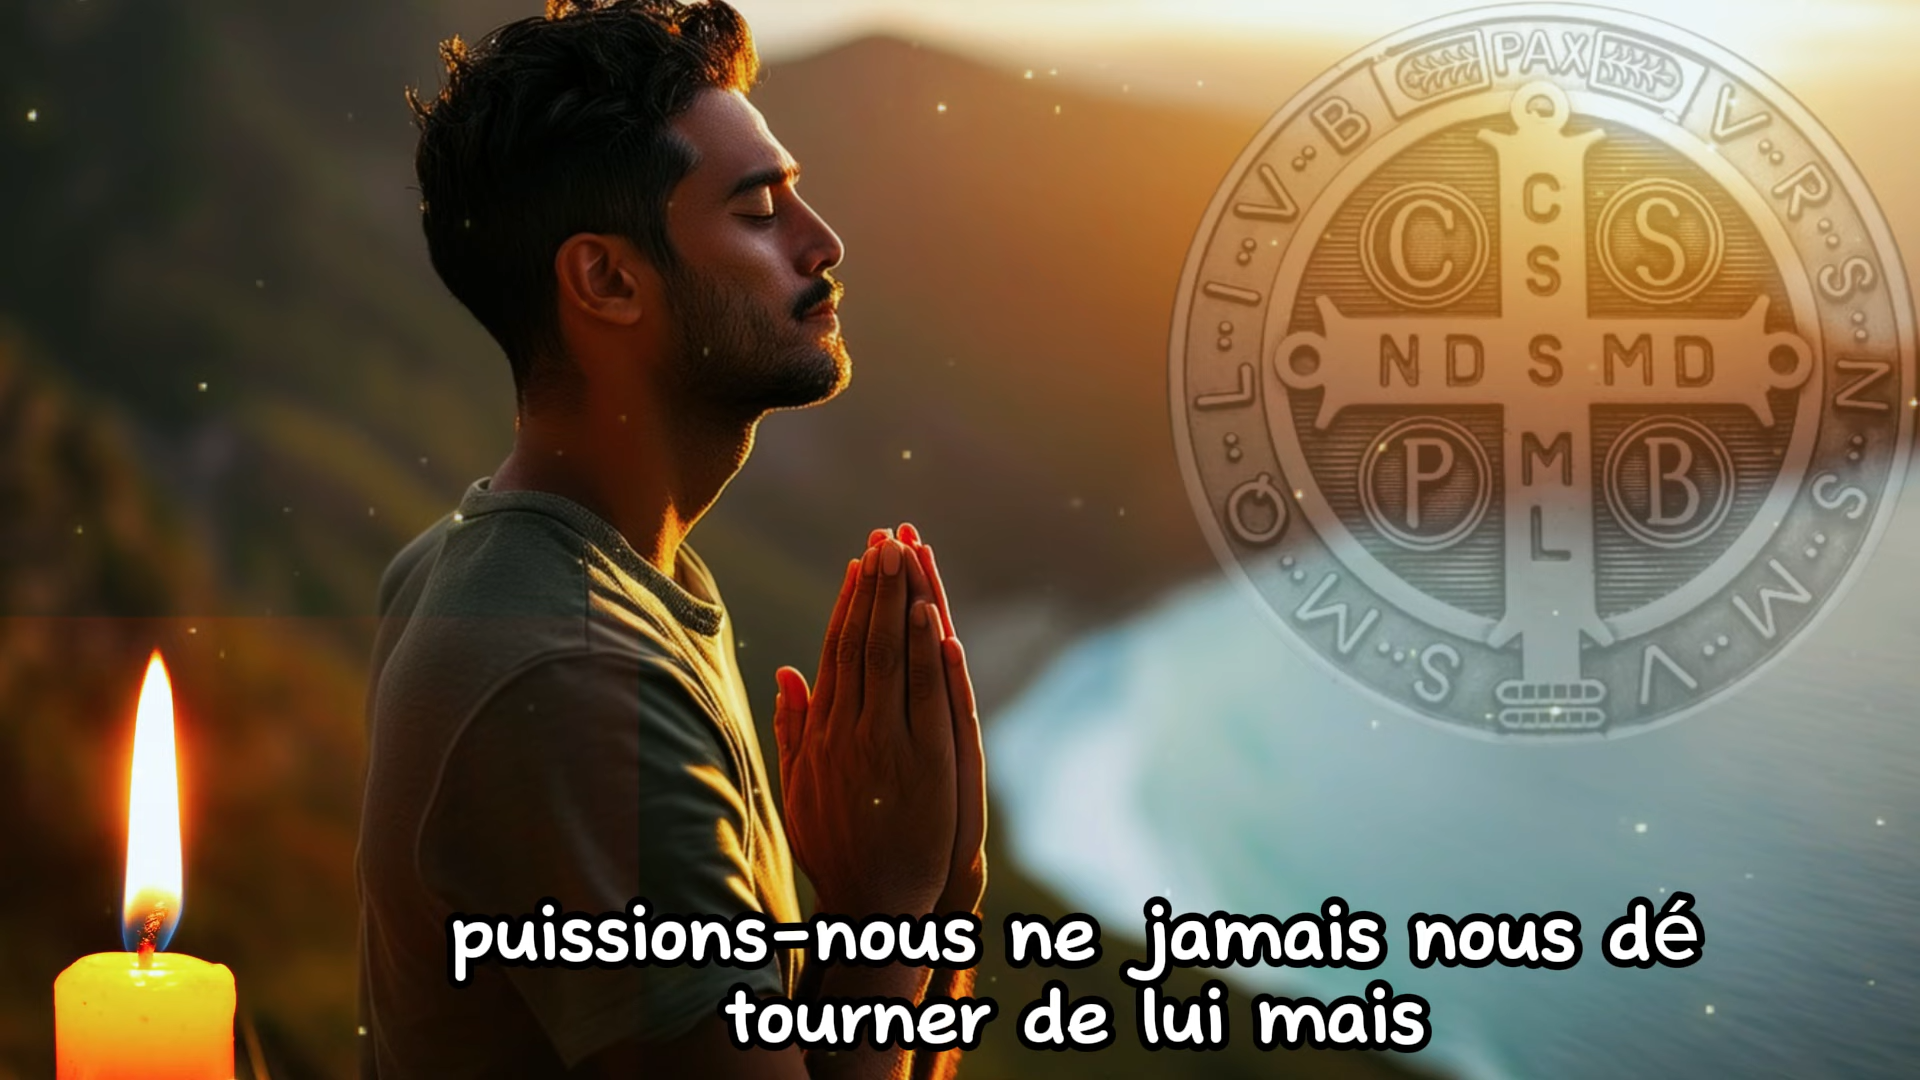 PAX
V R S N S M V S M Q L I V B
C S
C
S
N D S M D
M
L
P B
puissions-nous ne jamais nous dé
tourner de lui mais